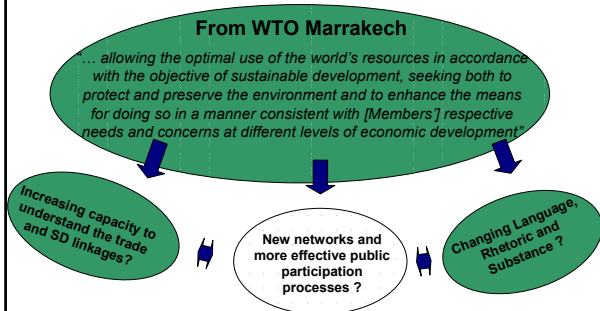 From WTO Marrakech
“… allowing the optimal use of the world’s resources in accordance
with the objective of sustainable development, seeking both to
protect and preserve the environment and to enhance the means
for doing so in a manner consistent with [Members’] respective
needs and concerns at different levels of economic development”
Increasing capacity to
understand the trade
and SD linkages?
New networks and
more effective public
participation
processes ?
Changing Language,
Rhetoric and
Substance ?